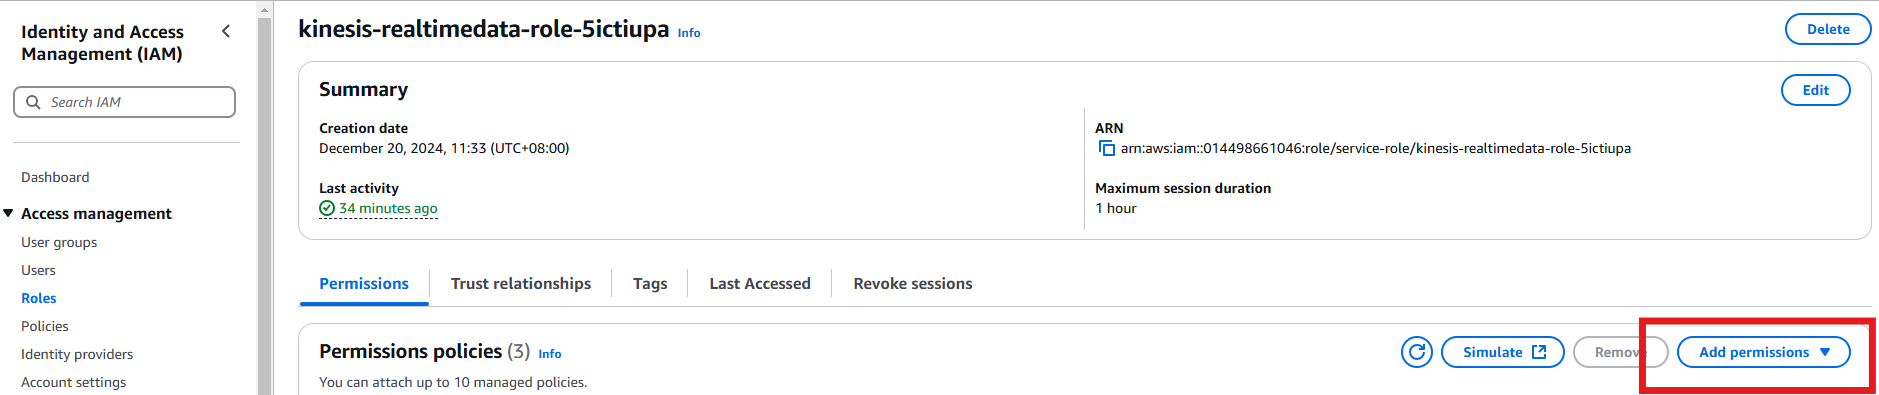 Identity and Access
Management (IAM)
Search IAM
Dashboard
Access management
User groups
Users
Roles
Policies
Identity providers
Account settings
kinesis-realtimedata-role-5ictiupa Info
Delete
Summary
Edit
Creation date
December 20, 2024, 11:33 (UTC+08:00)
ARN
arn:aws:iam::014498661046:role/service-role/kinesis-realtimedata-role-5ictiupa
Last activity
34 minutes ago
Maximum session duration
1 hour
Permissions
Trust relationships
Tags
Last Accessed
Revoke sessions
Permissions policies (3) Info
Simulate
Remove
Add permissions
You can attach up to 10 managed policies.